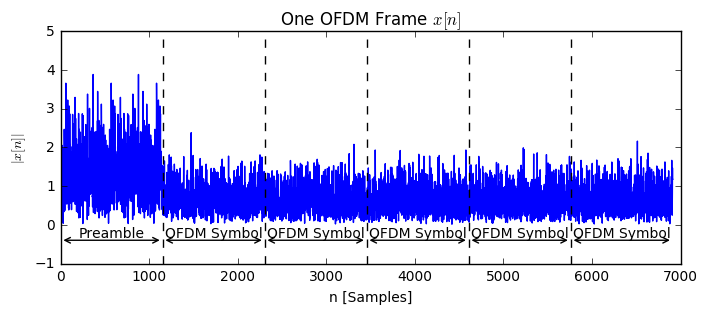 One OFDM Frame x[n]
5
4
3
2
1
0
−1
|x[n]|
Preamble OFDM Symbol OFDM Symbol OFDM Symbol OFDM Symbol OFDM Symbol
0 1000 2000 3000 4000 5000 6000 7000
n [Samples]